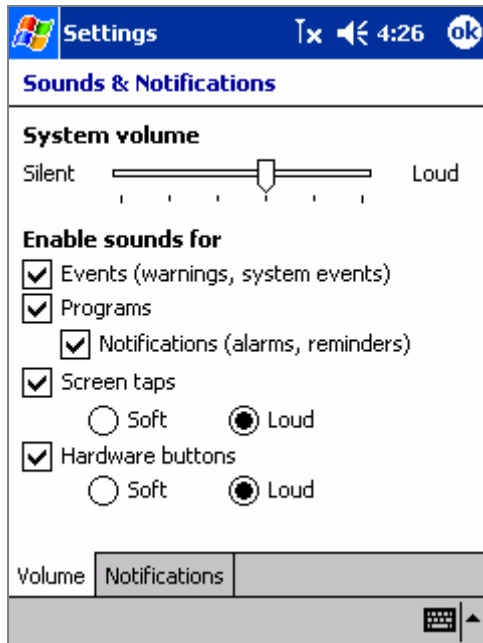 Settings 4:26 ok
Sounds & Notifications
System volume
Silent Loud
Enable sounds for
Events (warnings, system events)
Programs
Notifications (alarms, reminders)
Screen taps
Soft Loud
Hardware buttons
Soft Loud
Volume Notifications